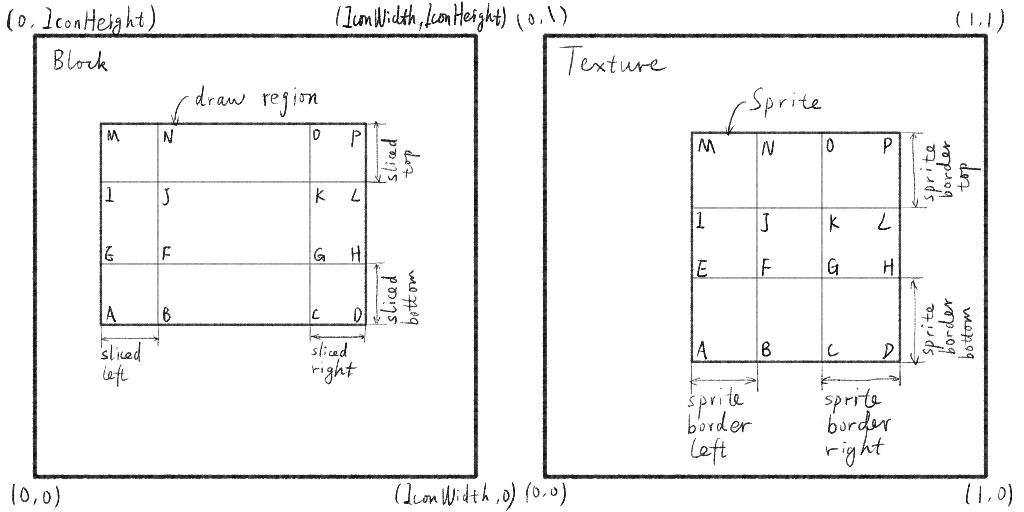 (0, IconHeight)
(IconWidth, IconHeight)
Block
draw region
M N O P
sliced
top
I J K L
E F G H
sliced
bottom
A B C D
sliced
left
sliced
right
(0,0)
(IconWidth, 0)
(0,1)
(1,1)
Texture
Sprite
M N O P
sprite
border
top
I J K L
E F G H
sprite
border
bottom
A B C D
sprite
border
left
sprite
border
right
(0,0)
(1,0)